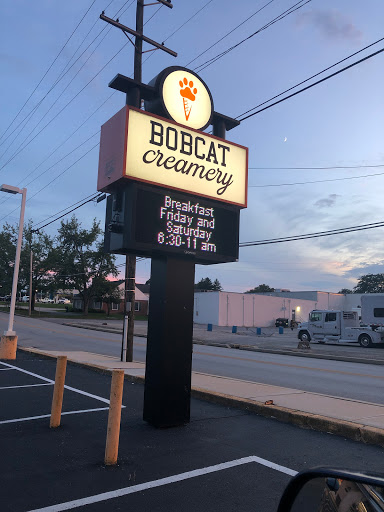 BOBCAT
creamery
Breakfast
Friday and
Saturday
6:30-11 am